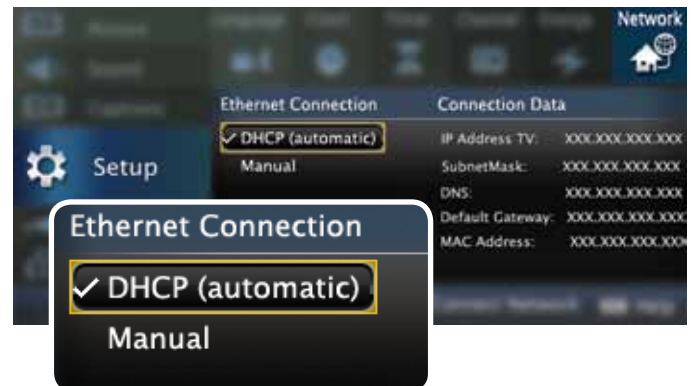 Network
Ethernet Connection
Connection Data
✓ DHCP (automatic)
IP Address TV: XXX.XXX.XXX.XXX
Manual
SubnetMask: XXX.XXX.XXX.XXX
DNS: XXX.XXX.XXX.XXX
Setup
Default Gateway: XXX.XXX.XXX.XXX
MAC Address: XXX.XXX.XXX.XXX
Ethernet Connection
✓ DHCP (automatic)
Manual